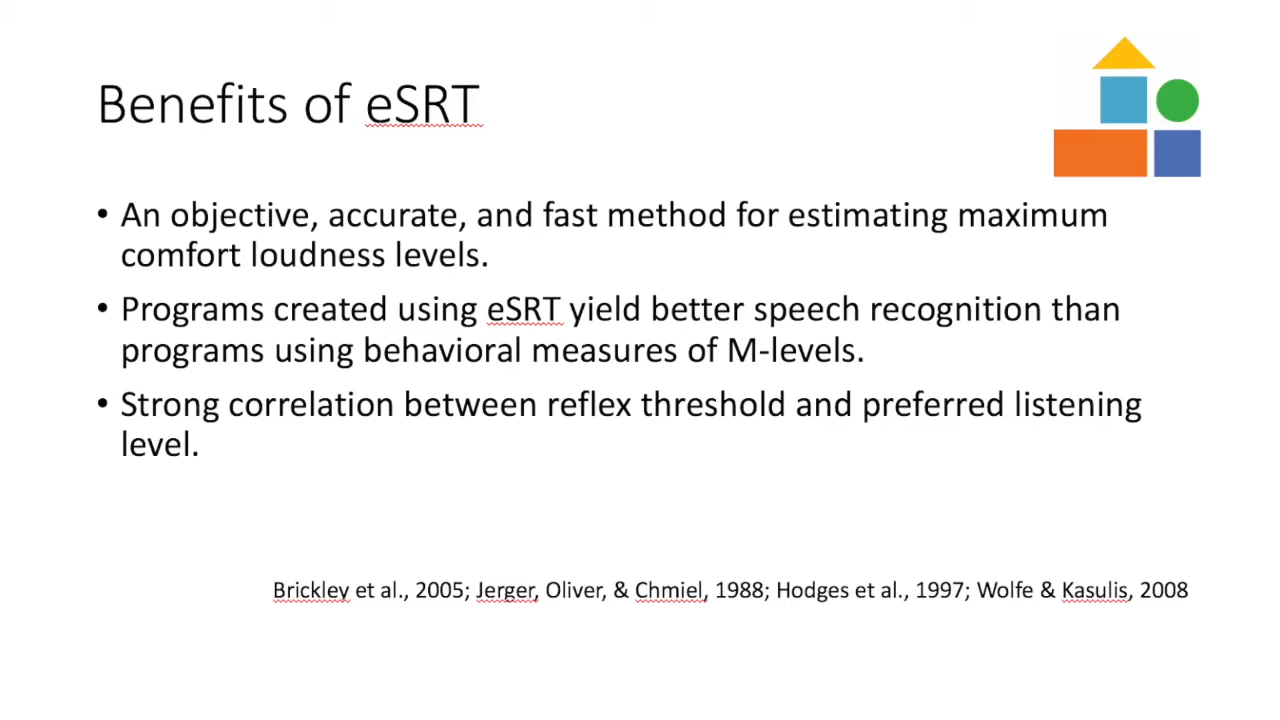 Benefits of eSRT
• An objective, accurate, and fast method for estimating maximum
comfort loudness levels.
• Programs created using eSRT yield better speech recognition than
programs using behavioral measures of M-levels.
• Strong correlation between reflex threshold and preferred listening
level.
Brickley et al., 2005; Jerger, Oliver, & Chmiel, 1988; Hodges et al., 1997; Wolfe & Kasulis, 2008